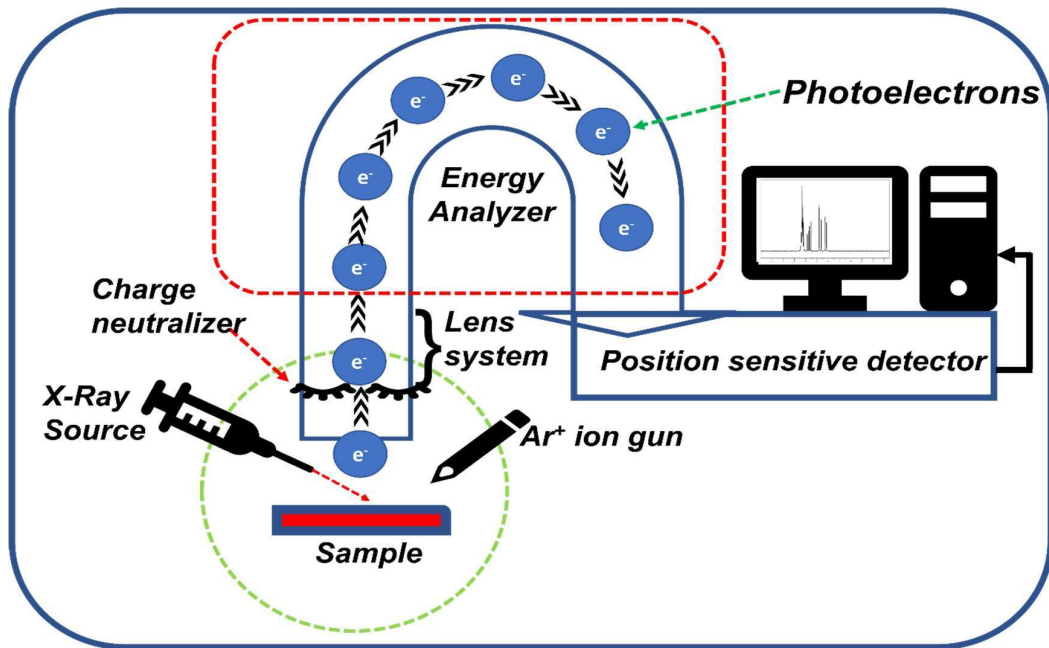 e-
e-
e-
Photoelectrons
e-
e-
Energy
Analyzer
e-
e-
Charge
neutralizer
Lens
system
e-
Position sensitive detector
X-Ray
Source
Ar⁺ ion gun
e-
Sample